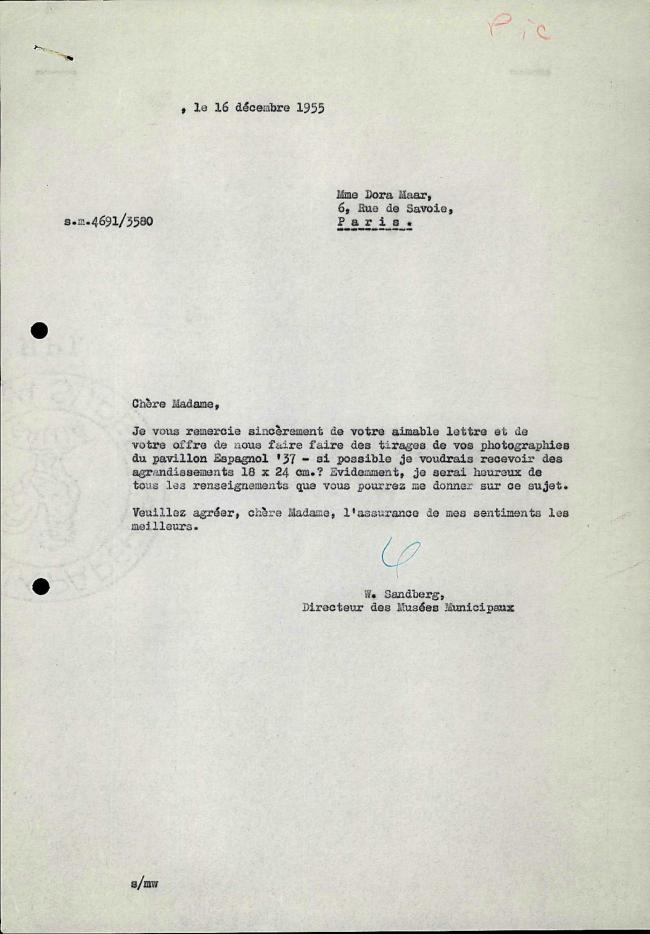 Pic
, le 16 décembre 1955
Mme Dora Maar,
6, Rue de Savoie,
s.m.4691/3580
P a r i s .
Chère Madame,
Je vous remercie sincèrement de votre aimable lettre et de
votre offre de nous faire faire des tirages de vos photographies
du pavillon Espagnol '37 - si possible je voudrais recevoir des
agrandissements 18 x 24 cm.? Evidemment, je serai heureux de
tous les renseignements que vous pourrez me donner sur ce sujet.
Veuillez agréer, chère Madame, l'assurance de mes sentiments les
meilleurs.
W. Sandberg,
Directeur des Musées Municipaux
s/mw